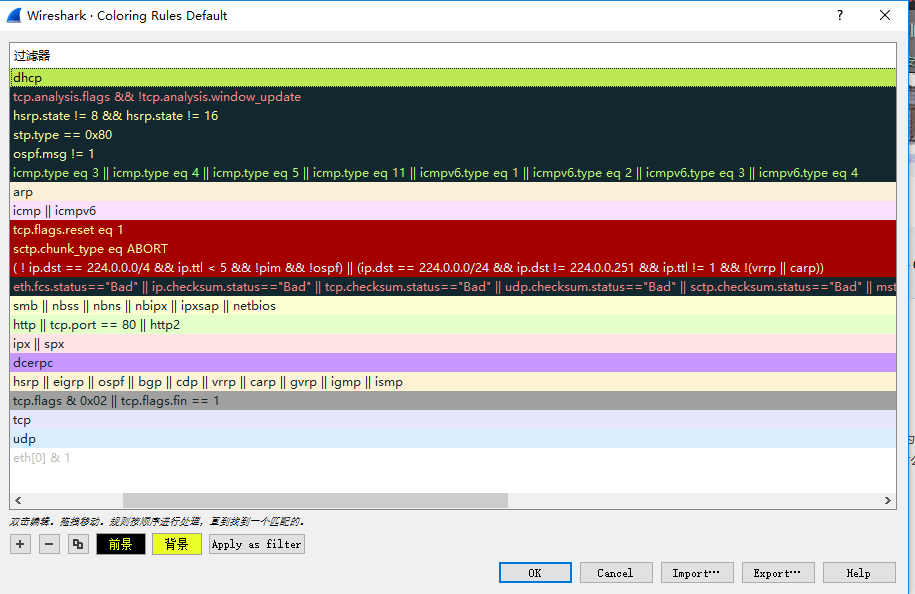 Wireshark · Coloring Rules Default
过滤器
dhcp
tcp.analysis.flags && !tcp.analysis.window_update
hsrp.state != 8 && hsrp.state != 16
stp.type == 0x80
ospf.msg != 1
icmp.type eq 3 || icmp.type eq 4 || icmp.type eq 5 || icmp.type eq 11 || icmpv6.type eq 1 || icmpv6.type eq 2 || icmpv6.type eq 3 || icmpv6.type eq 4
arp
icmp || icmpv6
tcp.flags.reset eq 1
sctp.chunk_type eq ABORT
( ! ip.dst == 224.0.0.0/4 && ip.ttl < 5 && !pim && !ospf) || (ip.dst == 224.0.0.0/24 && ip.dst != 224.0.0.251 && ip.ttl != 1 && !(vrrp || carp))
eth.fcs.status=="Bad" || ip.checksum.status=="Bad" || tcp.checksum.status=="Bad" || udp.checksum.status=="Bad" || sctp.checksum.status=="Bad" || mst
smb || nbss || nbns || nbipx || ipxsap || netbios
http || tcp.port == 80 || http2
ipx || spx
dcerpc
hsrp || eigrp || ospf || bgp || cdp || vrrp || carp || gvrp || igmp || ismp
tcp.flags & 0x02 || tcp.flags.fin == 1
tcp
udp
eth[0] & 1
双击编辑。拖拽移动。规则按顺序进行处理，直到找到一个匹配的。
前景 背景 Apply as filter
OK Cancel Import… Export… Help